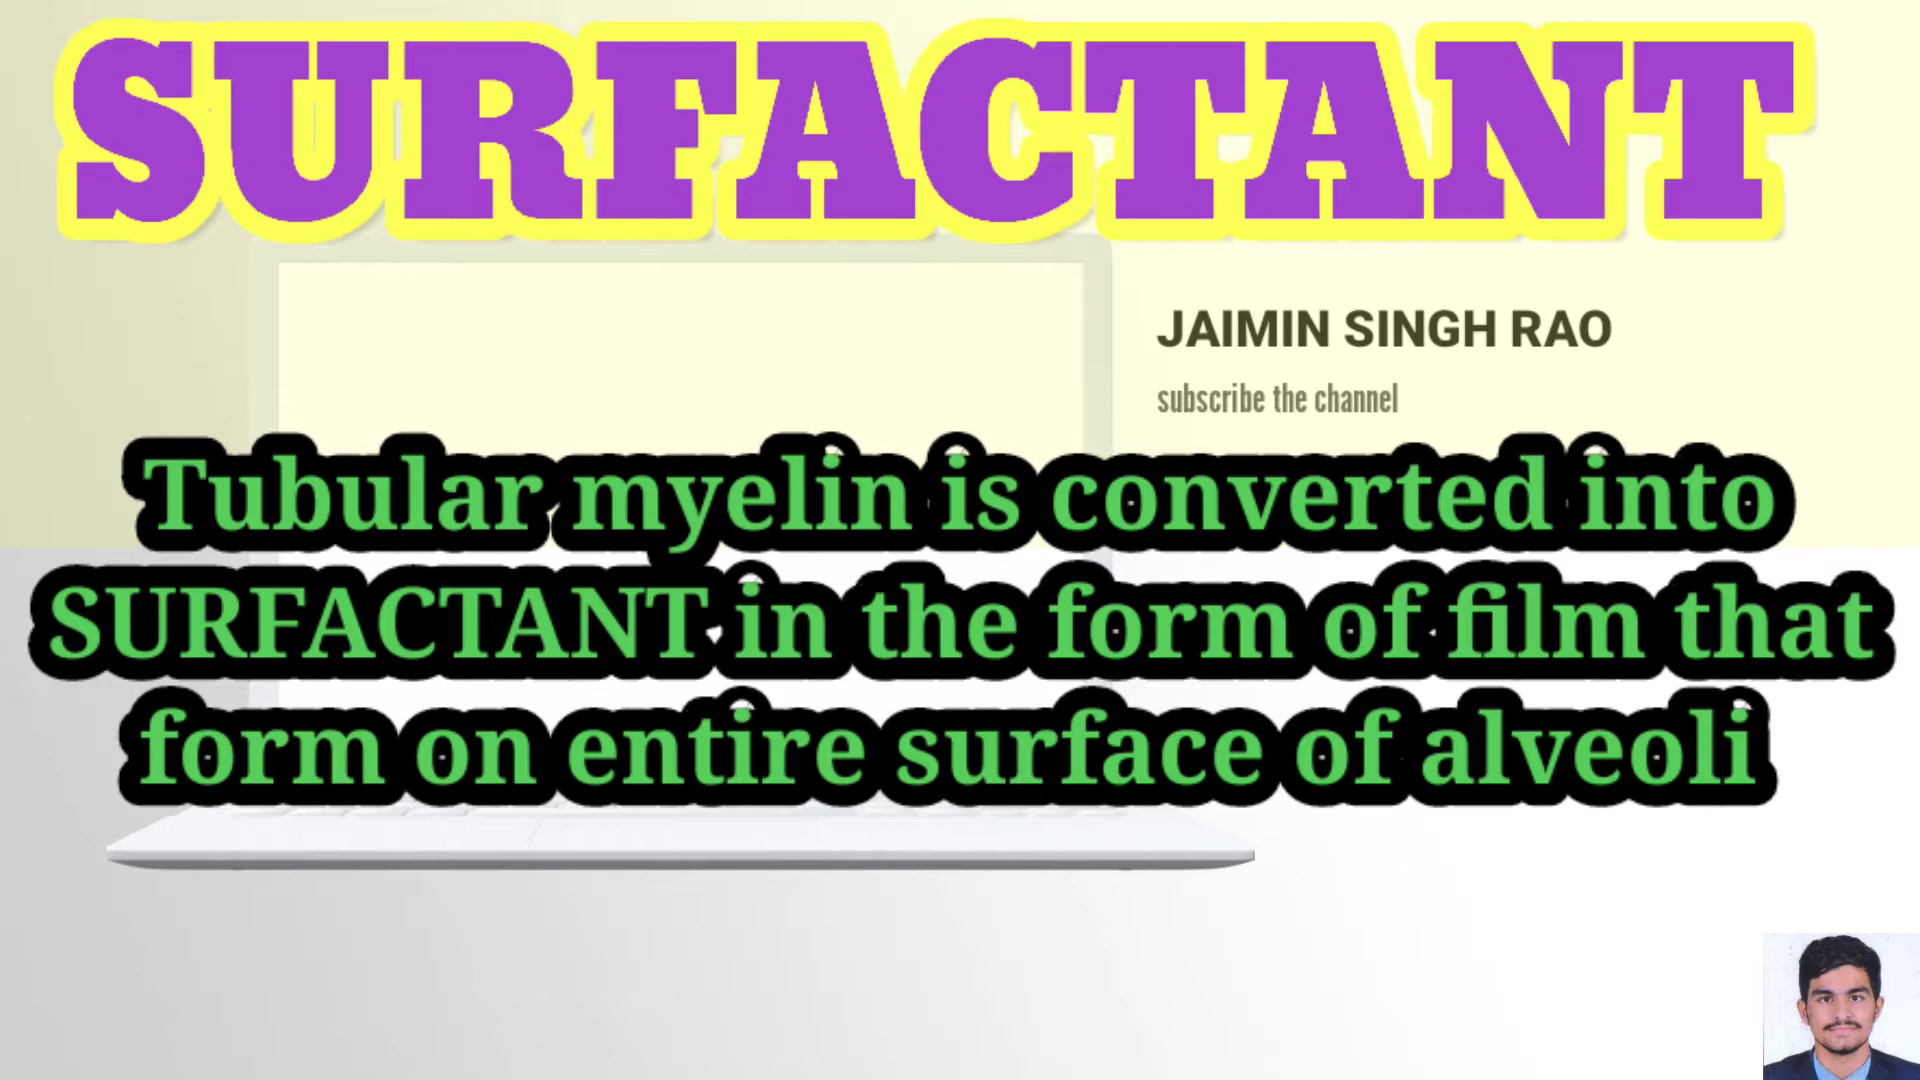 SURFACTANT
JAIMIN SINGH RAO
subscribe the channel
Tubular myelin is converted into
SURFACTANT in the form of film that
form on entire surface of alveoli